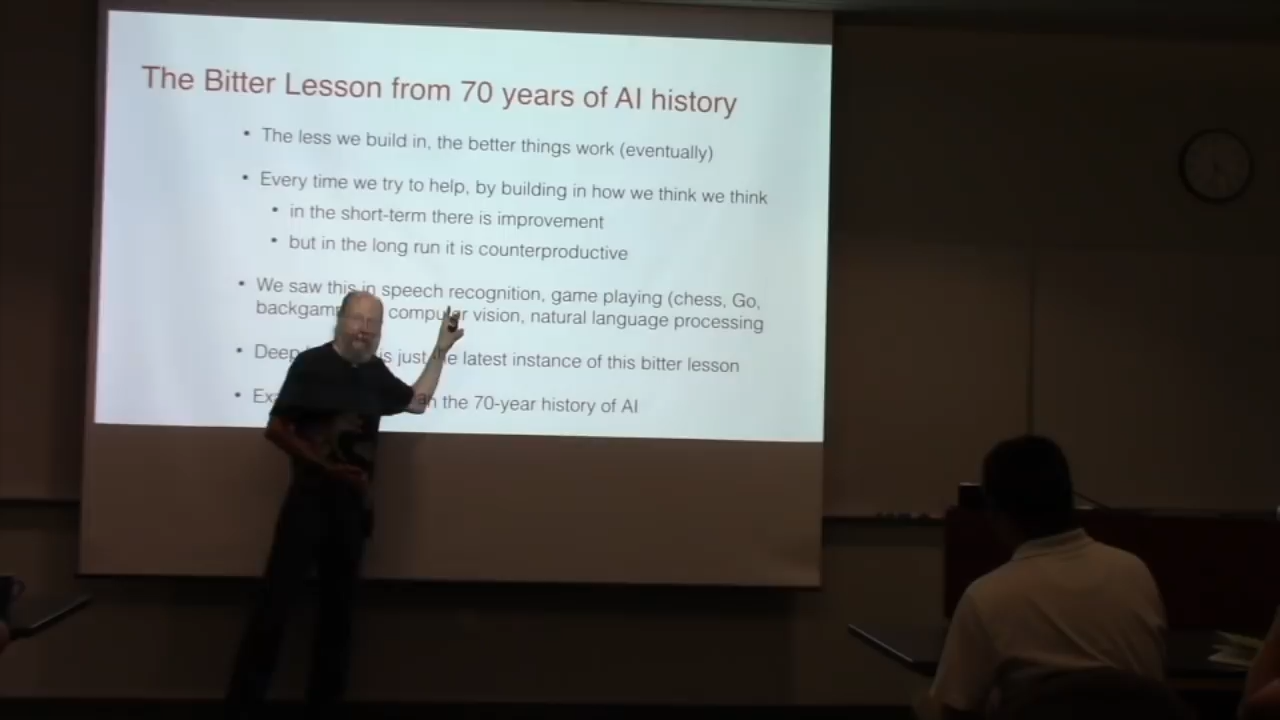 The Bitter Lesson from 70 years of AI history
• The less we build in, the better things work (eventually)
• Every time we try to help, by building in how we think we think
• in the short-term there is improvement
• but in the long run it is counterproductive
• We saw this in speech recognition, game playing (chess, Go,
computer vision, natural language processing
• Deep is just the latest instance of this bitter lesson
• the 70-year history of AI